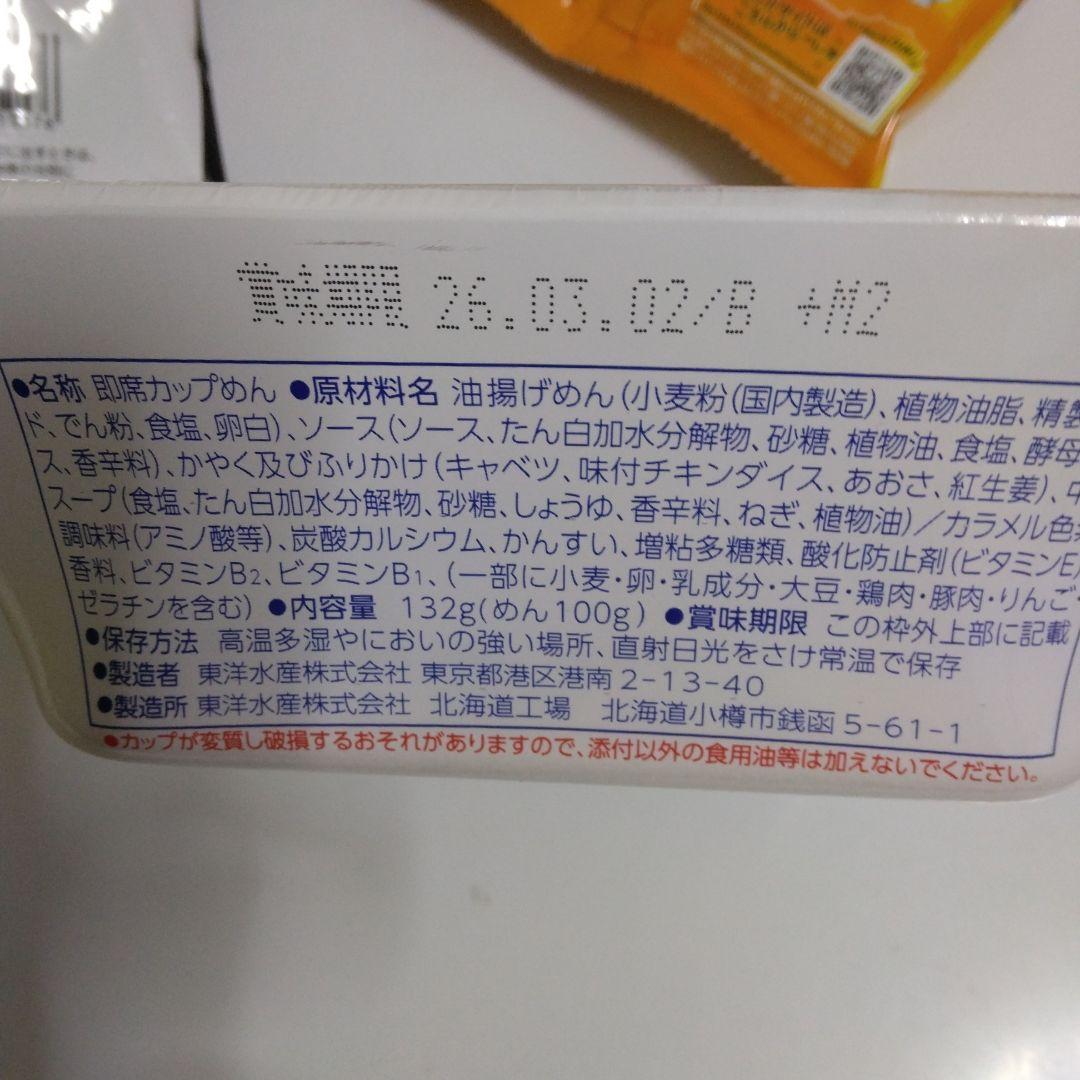 賞味期限 26.03.02/B +M2
●名称 即席カップめん ●原材料名 油揚げめん(小麦粉(国内製造)、植物油脂、精製
ド、でん粉、食塩、卵白)、ソース(ソース、たん白加水分解物、砂糖、植物油、食塩、酵母
ス、香辛料)、かやく及びふりかけ(キャベツ、味付チキンダイス、あおさ、紅生姜)、
スープ(食塩、たん白加水分解物、砂糖、しょうゆ、香辛料、ねぎ、植物油)/カラメル色
調味料(アミノ酸等)、炭酸カルシウム、かんすい、増粘多糖類、酸化防止剤(ビタミンE)
香料、ビタミンB2、ビタミンB1、(一部に小麦・卵・乳成分・大豆・鶏肉・豚肉・りんご・
ゼラチンを含む) ●内容量 132g(めん100g) ●賞味期限 この枠外上部に記載
●保存方法 高温多湿やにおいの強い場所、直射日光をさけ常温で保存
●製造者 東洋水産株式会社 東京都港区港南2-13-40
●製造所 東洋水産株式会社 北海道工場 北海道小樽市銭函5-61-1
●カップが変質し破損するおそれがありますので、添付以外の食用油等は加えないでください。